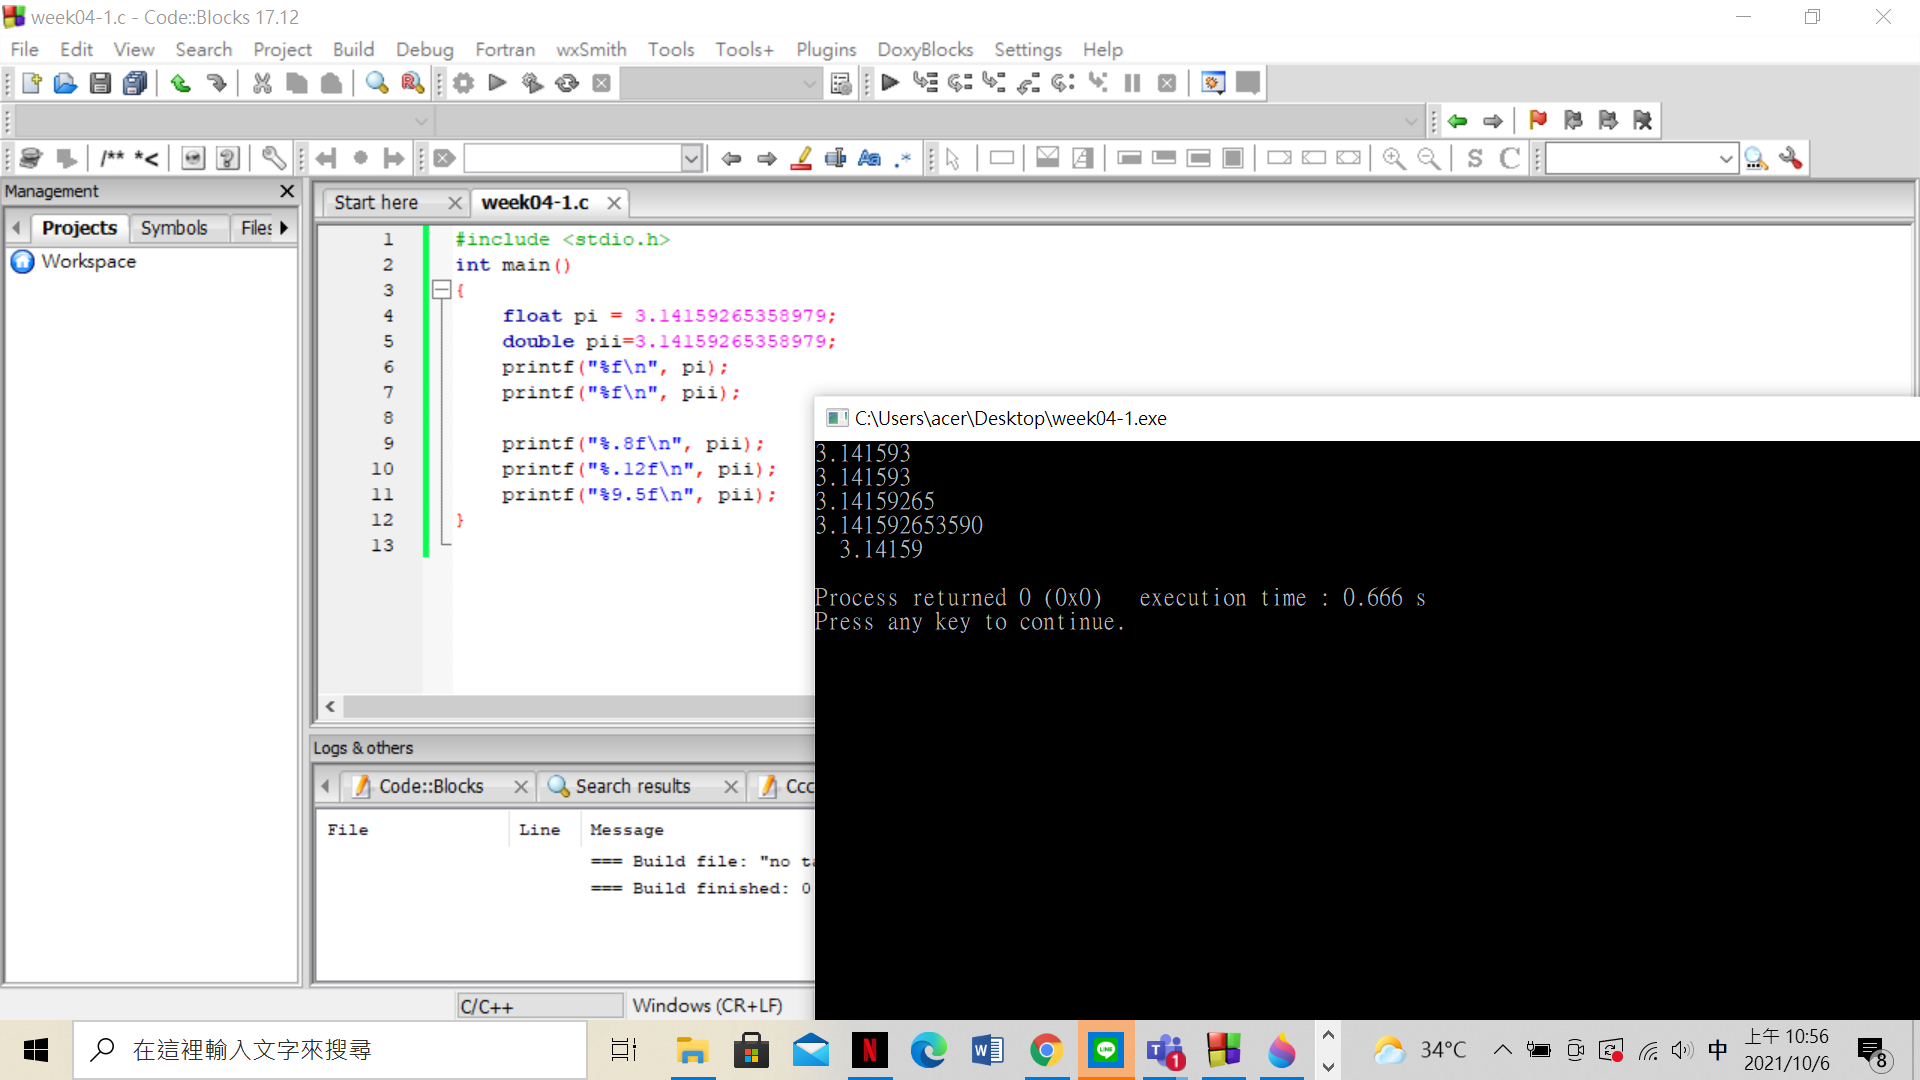 week04-1.c - Code::Blocks 17.12
File Edit View Search Project Build Debug Fortran wxSmith Tools Tools+ Plugins DoxyBlocks Settings Help
/** *<
Aa .*
S C
Management
Projects Symbols Files
Workspace
Start here week04-1.c
1 #include <stdio.h>
2 int main()
3 {
4 float pi = 3.14159265358979;
5 double pii=3.14159265358979;
6 printf("%f\n", pi);
7 printf("%f\n", pii);
8
9 printf("%.8f\n", pii);
10 printf("%.12f\n", pii);
11 printf("%9.5f\n", pii);
12 }
13
C:\Users\acer\Desktop\week04-1.exe
3.141593
3.141593
3.14159265
3.141592653590
3.14159
Process returned 0 (0x0) execution time : 0.666 s
Press any key to continue.
Logs & others
Code::Blocks Search results Ccc
File Line Message
=== Build file: "no ta
=== Build finished: 0
C/C++ Windows (CR+LF)
在這裡輸入文字來搜尋
34°C 中 上午 10:56
2021/10/6
8
1